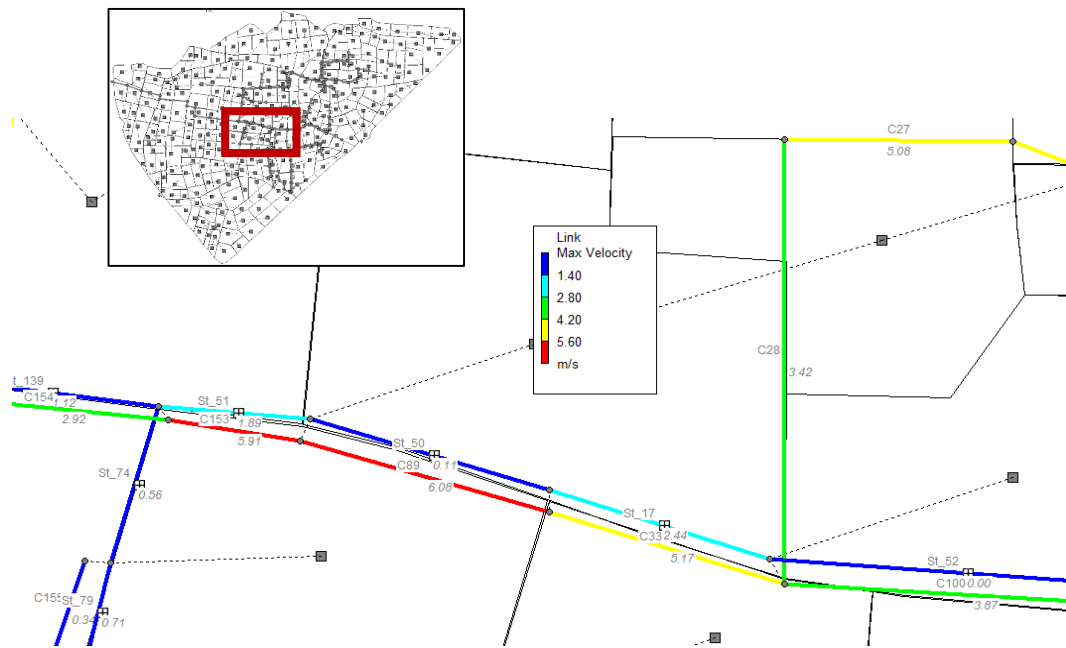 C27
5.08
Link
Max Velocity
1.40
2.80
4.20
5.60
m/s
C28
3.42
St_51
C154
1.12
C153
1.89
2.92
5.91
St_50
0.11
C89
6.08
St_74
0.56
St_17
C33
2.44
5.17
St_52
C100
0.00
3.87
St_79
0.34
0.71